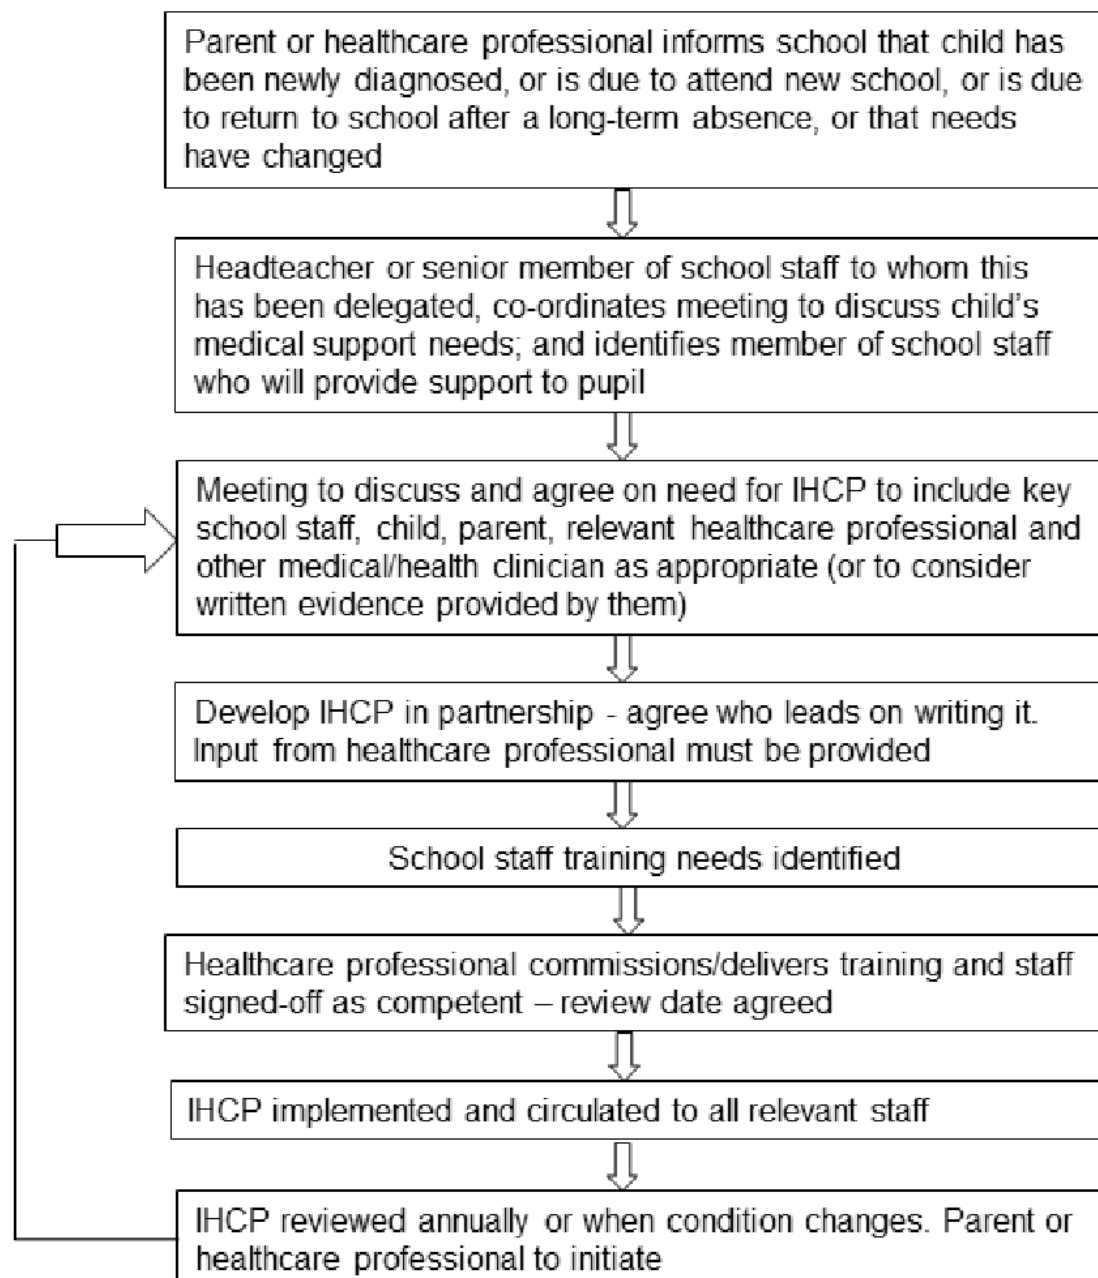 Parent or healthcare professional informs school that child has
been newly diagnosed, or is due to attend new school, or is due
to return to school after a long-term absence, or that needs
have changed
Headteacher or senior member of school staff to whom this
has been delegated, co-ordinates meeting to discuss child's
medical support needs; and identifies member of school staff
who will provide support to pupil
Meeting to discuss and agree on need for IHCP to include key
school staff, child, parent, relevant healthcare professional and
other medical/health clinician as appropriate (or to consider
written evidence provided by them)
Develop IHCP in partnership - agree who leads on writing it.
Input from healthcare professional must be provided
School staff training needs identified
Healthcare professional commissions/delivers training and staff
signed-off as competent – review date agreed
IHCP implemented and circulated to all relevant staff
IHCP reviewed annually or when condition changes. Parent or
healthcare professional to initiate